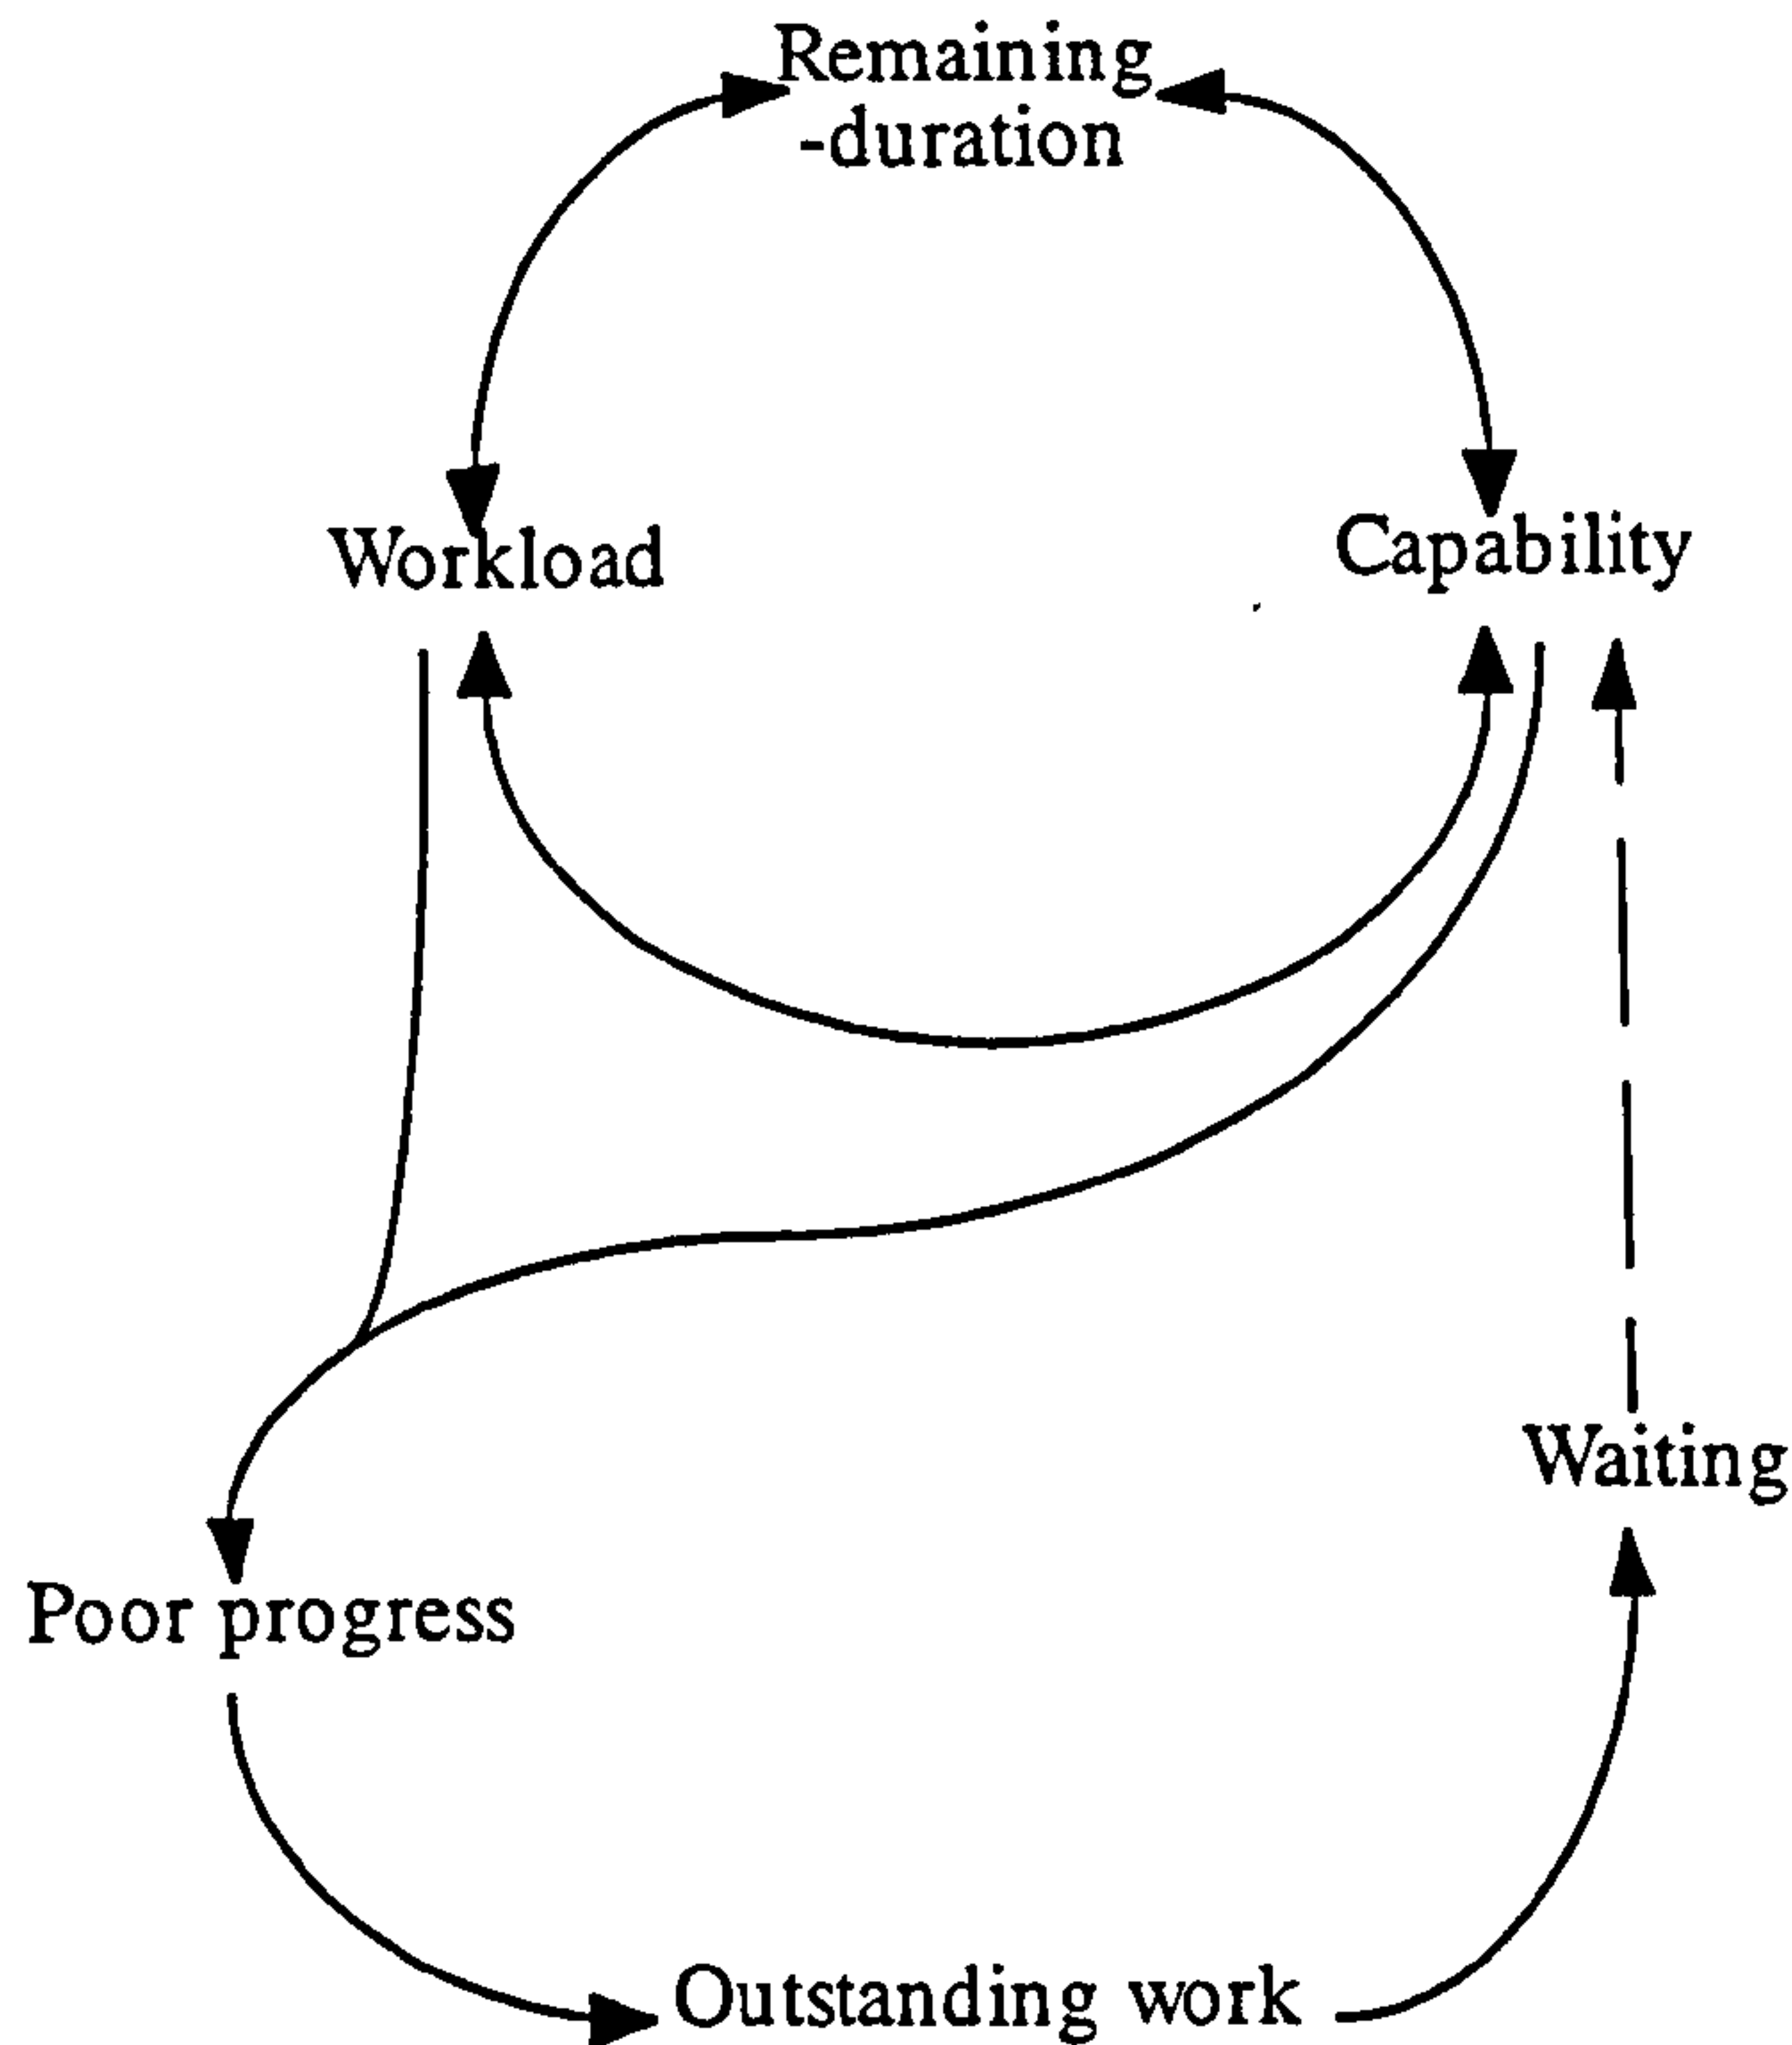 Remaining
-duration
Workload
Capability
Waiting
Poor progress
Outstanding work